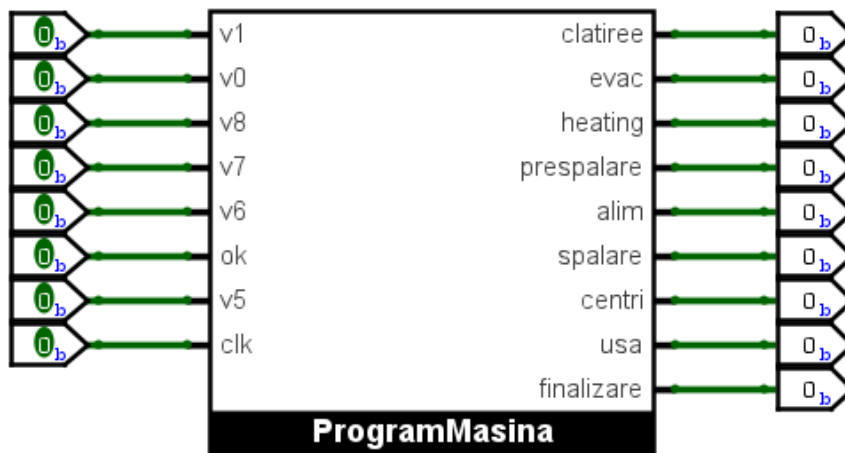 0b v1 clatiree 0b
0b v0 evac 0b
0b v8 heating 0b
0b v7 prespalare 0b
0b v6 alim 0b
0b ok spalare 0b
0b v5 centri 0b
0b clk usa 0b
finalizare 0b
ProgramMasina